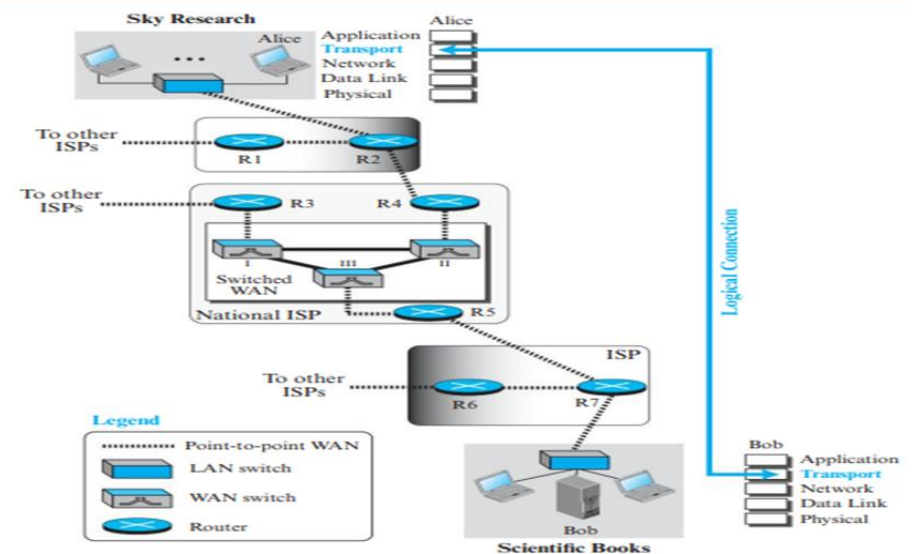 Sky Research
Alice
Alice
Application
Transport
Network
Data Link
Physical
To other
ISPs
R1
R2
To other
ISPs
R3
R4
I
III
II
Switched
WAN
National ISP
R5
Logical Connection
ISP
To other
ISPs
R6
R7
Legend
Point-to-point WAN
LAN switch
WAN switch
Router
Bob
Scientific Books
Bob
Application
Transport
Network
Data Link
Physical